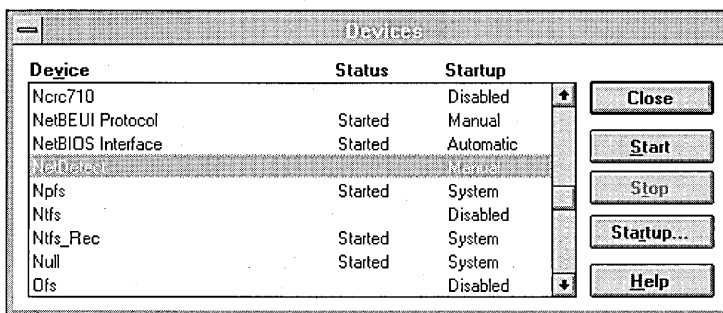 Devices
Device Status Startup
Ncrc710 Disabled
NetBEUI Protocol Started Manual
NetBIOS Interface Started Automatic
NetDetect Manual
Npfs Started System
Ntfs Disabled
Ntfs_Rec Started System
Null Started System
Ofs Disabled
Close
Start
Stop
Startup...
Help